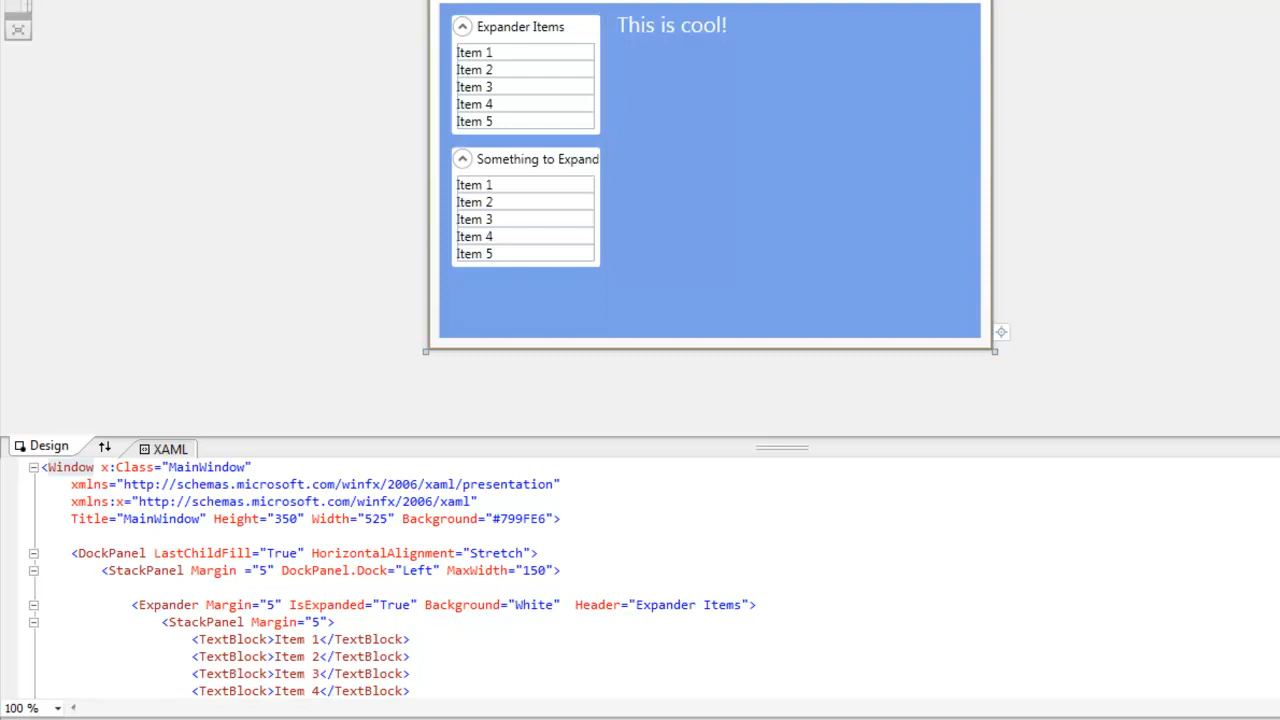 Expander Items
This is cool!
Item 1
Item 2
Item 3
Item 4
Item 5
Something to Expand
Item 1
Item 2
Item 3
Item 4
Item 5
Design
XAML
<Window x:Class="MainWindow"
xmlns="http://schemas.microsoft.com/winfx/2006/xaml/presentation"
xmlns:x="http://schemas.microsoft.com/winfx/2006/xaml"
Title="MainWindow" Height="350" Width="525" Background="#799FE6">
<DockPanel LastChildFill="True" HorizontalAlignment="Stretch">
<StackPanel Margin ="5" DockPanel.Dock="Left" MaxWidth="150">
<Expander Margin="5" IsExpanded="True" Background="White"  Header="Expander Items">
<StackPanel Margin="5">
<TextBlock>Item 1</TextBlock>
<TextBlock>Item 2</TextBlock>
<TextBlock>Item 3</TextBlock>
<TextBlock>Item 4</TextBlock>
100 %